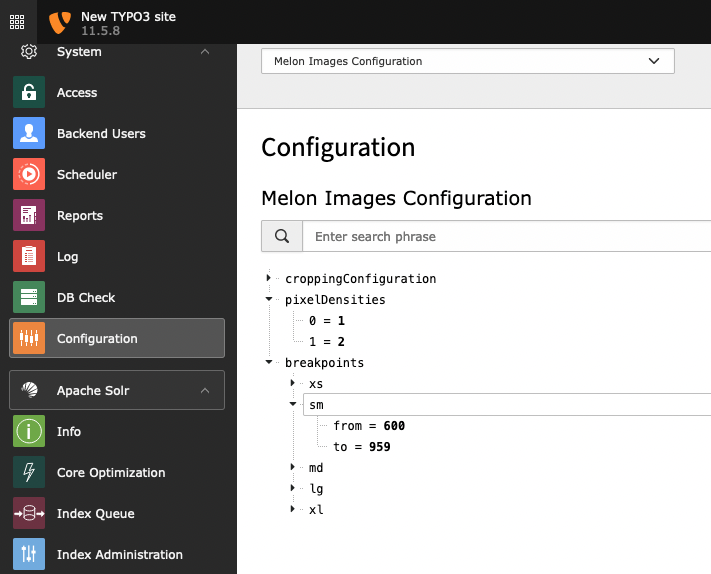 New TYPO3 site
11.5.8
System
Access
Backend Users
Scheduler
Reports
Log
DB Check
Configuration
Apache Solr
Info
Core Optimization
Index Queue
Index Administration
Melon Images Configuration
Configuration
Melon Images Configuration
Enter search phrase
croppingConfiguration
pixelDensities
0 = 1
1 = 2
breakpoints
xs
sm
from = 600
to = 959
md
lg
xl